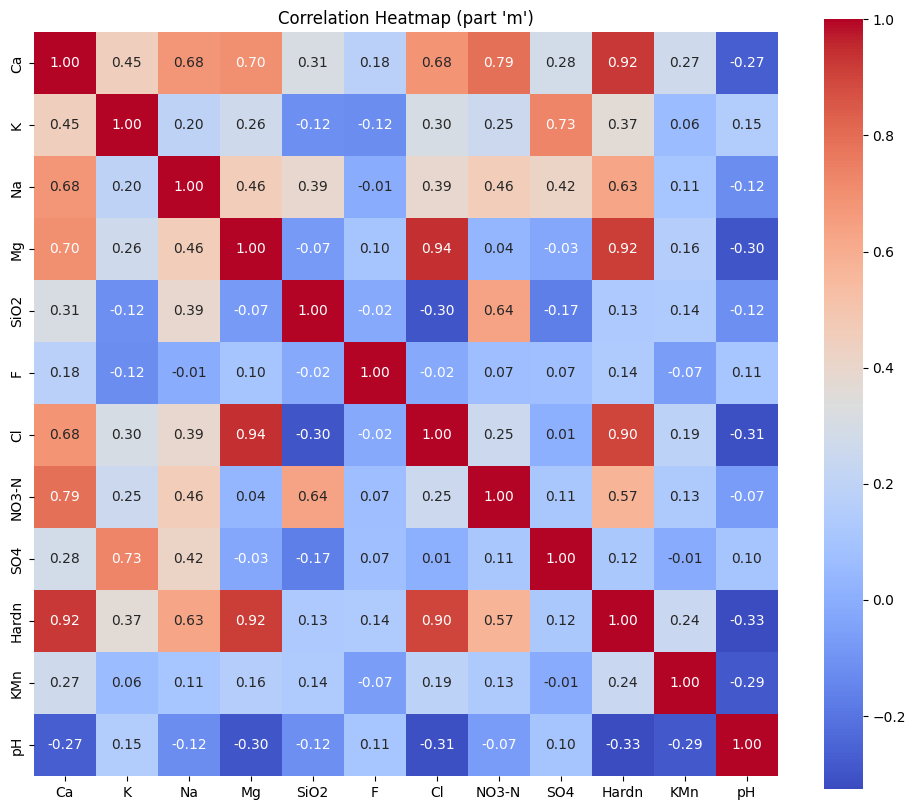 Correlation Heatmap (part 'm')
Ca 1.00 0.45 0.68 0.70 0.31 0.18 0.68 0.79 0.28 0.92 0.27 -0.27
K 0.45 1.00 0.20 0.26 -0.12 -0.12 0.30 0.25 0.73 0.37 0.06 0.15
Na 0.68 0.20 1.00 0.46 0.39 -0.01 0.39 0.46 0.42 0.63 0.11 -0.12
Mg 0.70 0.26 0.46 1.00 -0.07 0.10 0.94 0.04 -0.03 0.92 0.16 -0.30
SiO2 0.31 -0.12 0.39 -0.07 1.00 -0.02 -0.30 0.64 -0.17 0.13 0.14 -0.12
F 0.18 -0.12 -0.01 0.10 -0.02 1.00 -0.02 0.07 0.07 0.14 -0.07 0.11
Cl 0.68 0.30 0.39 0.94 -0.30 -0.02 1.00 0.25 0.01 0.90 0.19 -0.31
NO3-N 0.79 0.25 0.46 0.04 0.64 0.07 0.25 1.00 0.11 0.57 0.13 -0.07
SO4 0.28 0.73 0.42 -0.03 -0.17 0.07 0.01 0.11 1.00 0.12 -0.01 0.10
Hardn 0.92 0.37 0.63 0.92 0.13 0.14 0.90 0.57 0.12 1.00 0.24 -0.33
KMn 0.27 0.06 0.11 0.16 0.14 -0.07 0.19 0.13 -0.01 0.24 1.00 -0.29
pH -0.27 0.15 -0.12 -0.30 -0.12 0.11 -0.31 -0.07 0.10 -0.33 -0.29 1.00
Ca K Na Mg SiO2 F Cl NO3-N SO4 Hardn KMn pH
1.0
0.8
0.6
0.4
0.2
0.0
−0.2